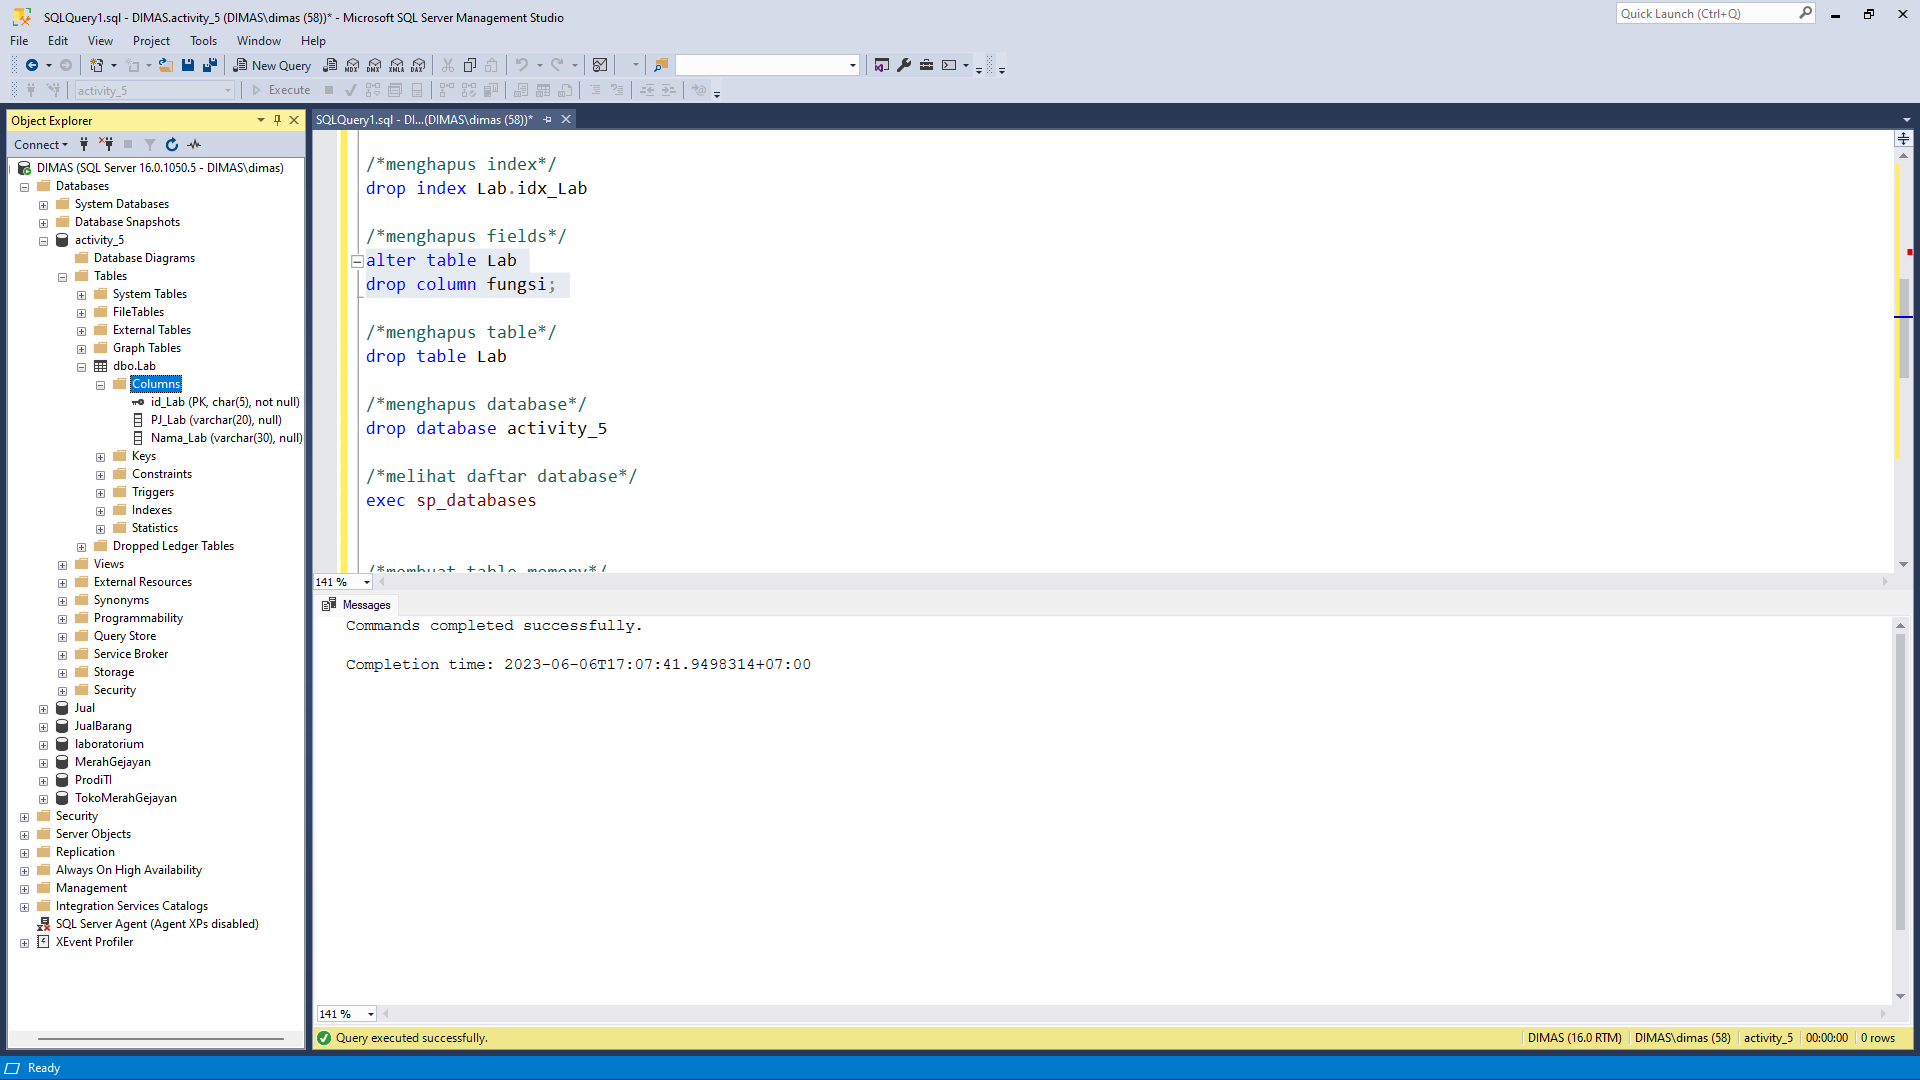 SQLQuery1.sql - DIMAS.activity_5 (DIMAS\dimas (58))* - Microsoft SQL Server Management Studio
Quick Launch (Ctrl+Q)
File Edit View Project Tools Window Help
New Query MDX DMX XMLA DAX
activity_5 Execute
Object Explorer
Connect
DIMAS (SQL Server 16.0.1050.5 - DIMAS\dimas)
Databases
System Databases
Database Snapshots
activity_5
Database Diagrams
Tables
System Tables
FileTables
External Tables
Graph Tables
dbo.Lab
Columns
id_Lab (PK, char(5), not null)
PJ_Lab (varchar(20), null)
Nama_Lab (varchar(30), null)
Keys
Constraints
Triggers
Indexes
Statistics
Dropped Ledger Tables
Views
External Resources
Synonyms
Programmability
Query Store
Service Broker
Storage
Security
Jual
JualBarang
laboratorium
MerahGejayan
ProdiTI
TokoMerahGejayan
Security
Server Objects
Replication
Always On High Availability
Management
Integration Services Catalogs
SQL Server Agent (Agent XPs disabled)
XEvent Profiler
SQLQuery1.sql - DI...(DIMAS\dimas (58))*
/*menghapus index*/
drop index Lab.idx_Lab
/*menghapus fields*/
alter table Lab
drop column fungsi;
/*menghapus table*/
drop table Lab
/*menghapus database*/
drop database activity_5
/*melihat daftar database*/
exec sp_databases
/*membuat table memory*/
141 %
Messages
Commands completed successfully.
Completion time: 2023-06-06T17:07:41.9498314+07:00
141 %
Query executed successfully.
DIMAS (16.0 RTM) DIMAS\dimas (58) activity_5 00:00:00 0 rows
Ready